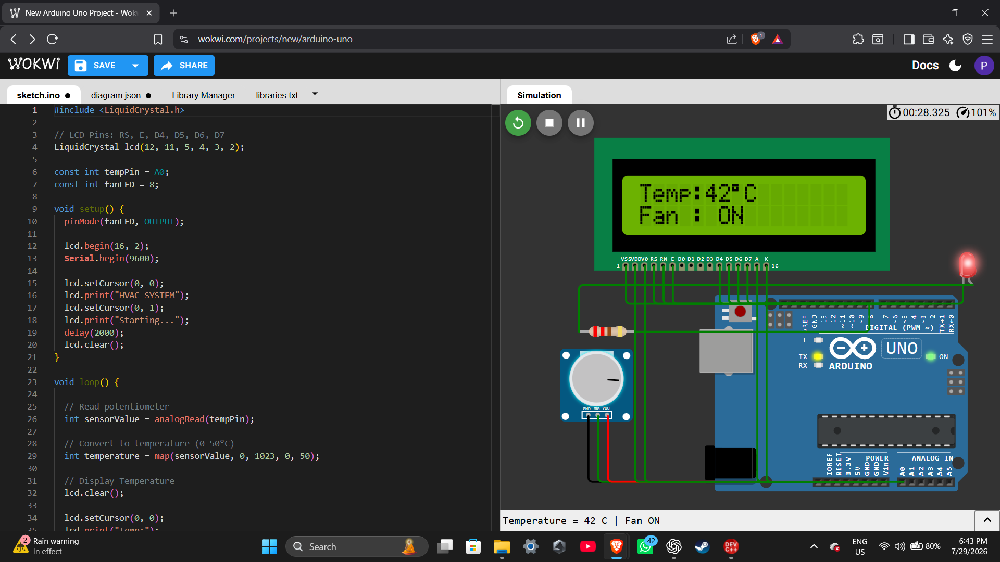 New Arduino Uno Project - Wok
wokwi.com/projects/new/arduino-uno
1
WOKWi
SAVE
SHARE
Docs
P
sketch.ino
diagram.json
Library Manager
libraries.txt
Simulation
1 #include <LiquidCrystal.h>
2
3 // LCD Pins: RS, E, D4, D5, D6, D7
4 LiquidCrystal lcd(12, 11, 5, 4, 3, 2);
5
6 const int tempPin = A0;
7 const int fanLED = 8;
8
9 void setup() {
10 pinMode(fanLED, OUTPUT);
11
12 lcd.begin(16, 2);
13 Serial.begin(9600);
14
15 lcd.setCursor(0, 0);
16 lcd.print("HVAC SYSTEM");
17 lcd.setCursor(0, 1);
18 lcd.print("Starting...");
19 delay(2000);
20 lcd.clear();
21 }
22
23 void loop() {
24
25 // Read potentiometer
26 int sensorValue = analogRead(tempPin);
27
28 // Convert to temperature (0-50°C)
29 int temperature = map(sensorValue, 0, 1023, 0, 50);
30
31 // Display Temperature
32 lcd.clear();
33
34 lcd.setCursor(0, 0);
35 lcd.print("Temp:");
00:28.325 101%
Temp:42°C
Fan : ON
VSS VDD V0 RS RW E D0 D1 D2 D3 D4 D5 D6 D7 A K
1 16
AREF
GND
13
12
~11
~10
~9
8
7
~6
~5
4
~3
2
TX→1
RX←0
DIGITAL (PWM ~)
L
TX
RX
UNO
ON
ARDUINO
GND SIG VCC
IOREF
RESET
3.3V
5V
GND
GND
Vin
POWER
ANALOG IN
A0
A1
A2
A3
A4
A5
Temperature = 42 C | Fan ON
2
Rain warning
In effect
Search
42
DEV
C++
ENG
US
80%
6:43 PM
7/29/2026